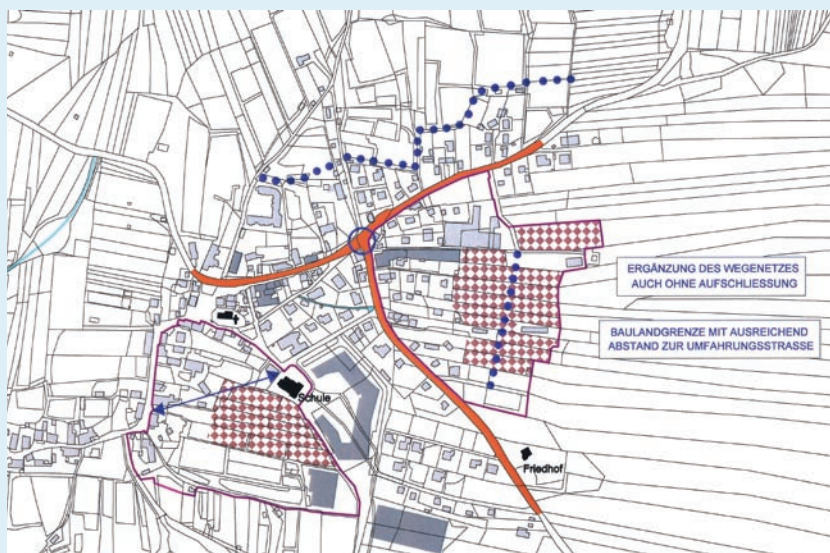 ERGÄNZUNG DES WEGENETZES
AUCH OHNE AUFSCHLIESSUNG
BAULANDGRENZE MIT AUSREICHEND
ABSTAND ZUR UMFAHRUNGSSTRASSE
Schule
Friedhof